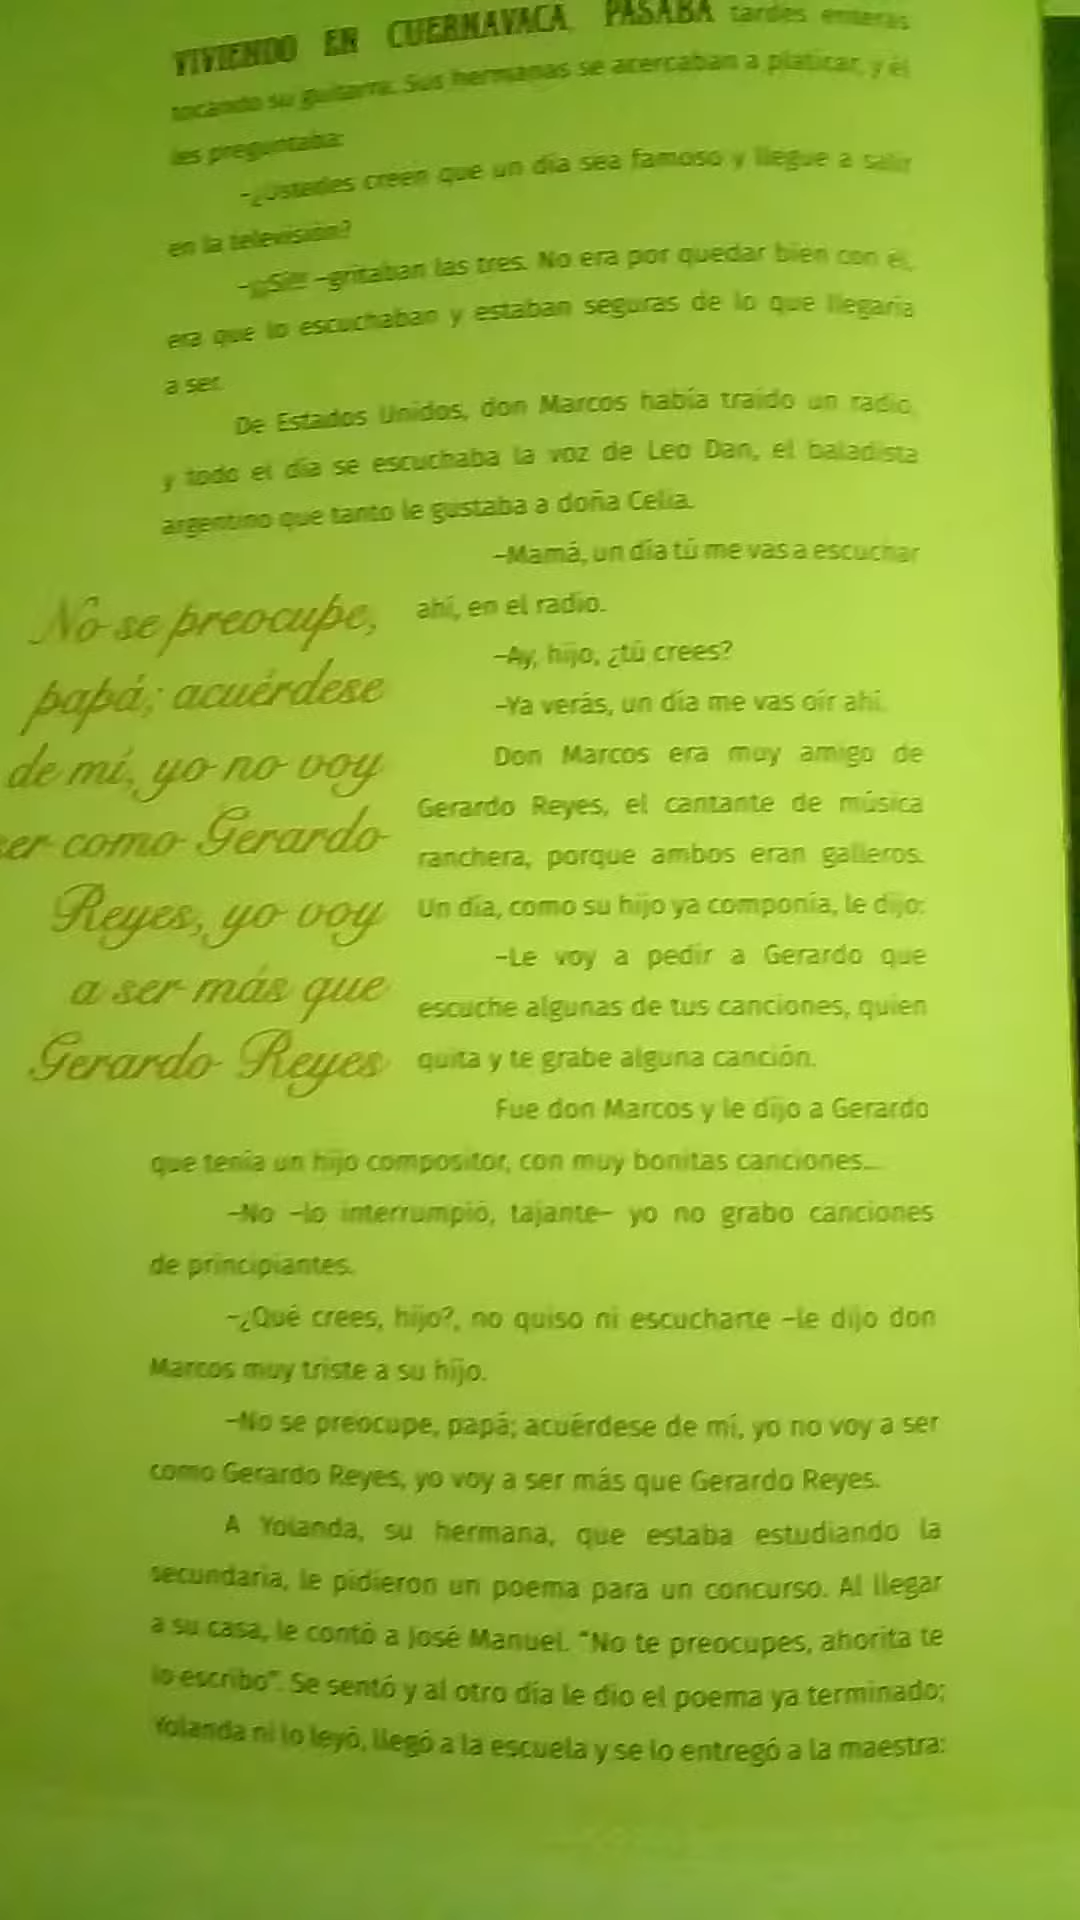 VIVIENDO EN CUERNAVACA, PASABA tardes enteras
tocando su guitarra. Sus hermanas se acercaban a platicar, y él
les preguntaba:
–¿Ustedes creen que un día sea famoso y llegue a salir
en la televisión?
–¡¡Sí!! –gritaban las tres. No era por quedar bien con él,
era que lo escuchaban y estaban seguras de lo que llegaría
a ser.
De Estados Unidos, don Marcos había traído un radio,
y todo el día se escuchaba la voz de Leo Dan, el baladista
argentino que tanto le gustaba a doña Celia.
–Mamá, un día tú me vas a escuchar
ahí, en el radio.
–Ay, hijo, ¿tú crees?
–Ya verás, un día me vas oír ahí.
Don Marcos era muy amigo de
Gerardo Reyes, el cantante de música
ranchera, porque ambos eran galleros.
Un día, como su hijo ya componía, le dijo:
–Le voy a pedir a Gerardo que
escuche algunas de tus canciones, quien
quita y te grabe alguna canción.
Fue don Marcos y le dijo a Gerardo
que tenía un hijo compositor, con muy bonitas canciones...
–No –lo interrumpió, tajante– yo no grabo canciones
de principiantes.
–¿Qué crees, hijo?, no quiso ni escucharte –le dijo don
Marcos muy triste a su hijo.
–No se preocupe, papá; acuérdese de mí, yo no voy a ser
como Gerardo Reyes, yo voy a ser más que Gerardo Reyes.
A Yolanda, su hermana, que estaba estudiando la
secundaria, le pidieron un poema para un concurso. Al llegar
a su casa, le contó a José Manuel. "No te preocupes, ahorita te
lo escribo". Se sentó y al otro día le dio el poema ya terminado;
Yolanda ni lo leyó, llegó a la escuela y se lo entregó a la maestra:
No se preocupe,
papá; acuérdese
de mí, yo no voy
ser como Gerardo
Reyes, yo voy
a ser más que
Gerardo Reyes